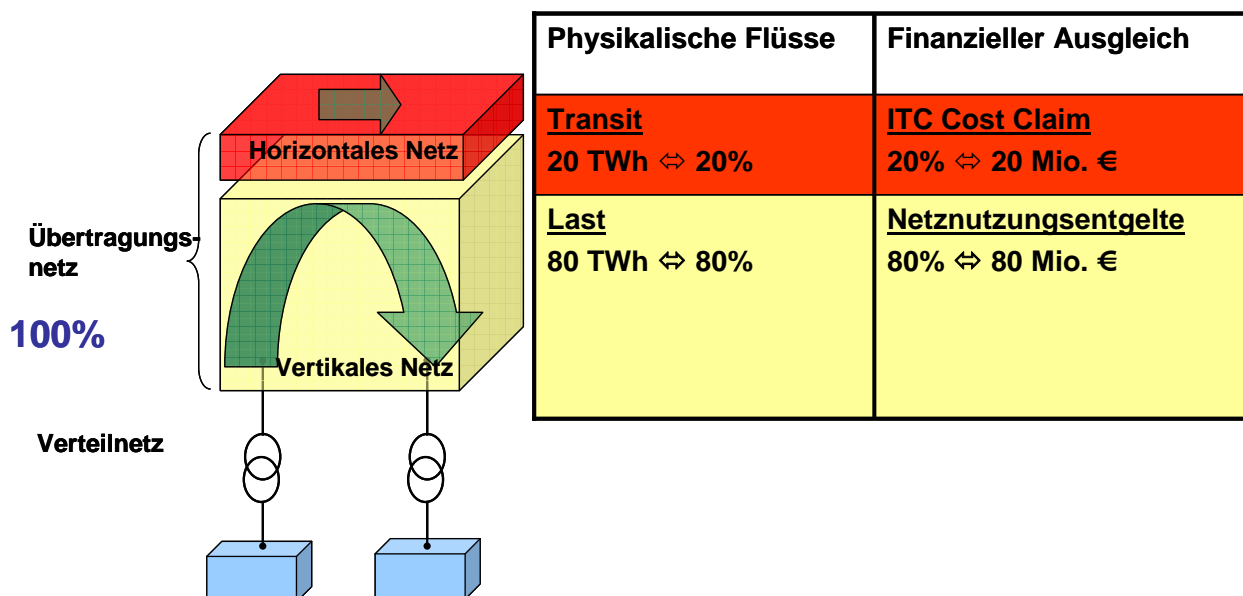 Physikalische Flüsse
Finanzieller Ausgleich
Transit
20 TWh ⇔ 20%
ITC Cost Claim
20% ⇔ 20 Mio. €
Last
80 TWh ⇔ 80%
Netznutzungsentgelte
80% ⇔ 80 Mio. €
Horizontales Netz
Übertragungs-
netz
100%
Vertikales Netz
Verteilnetz